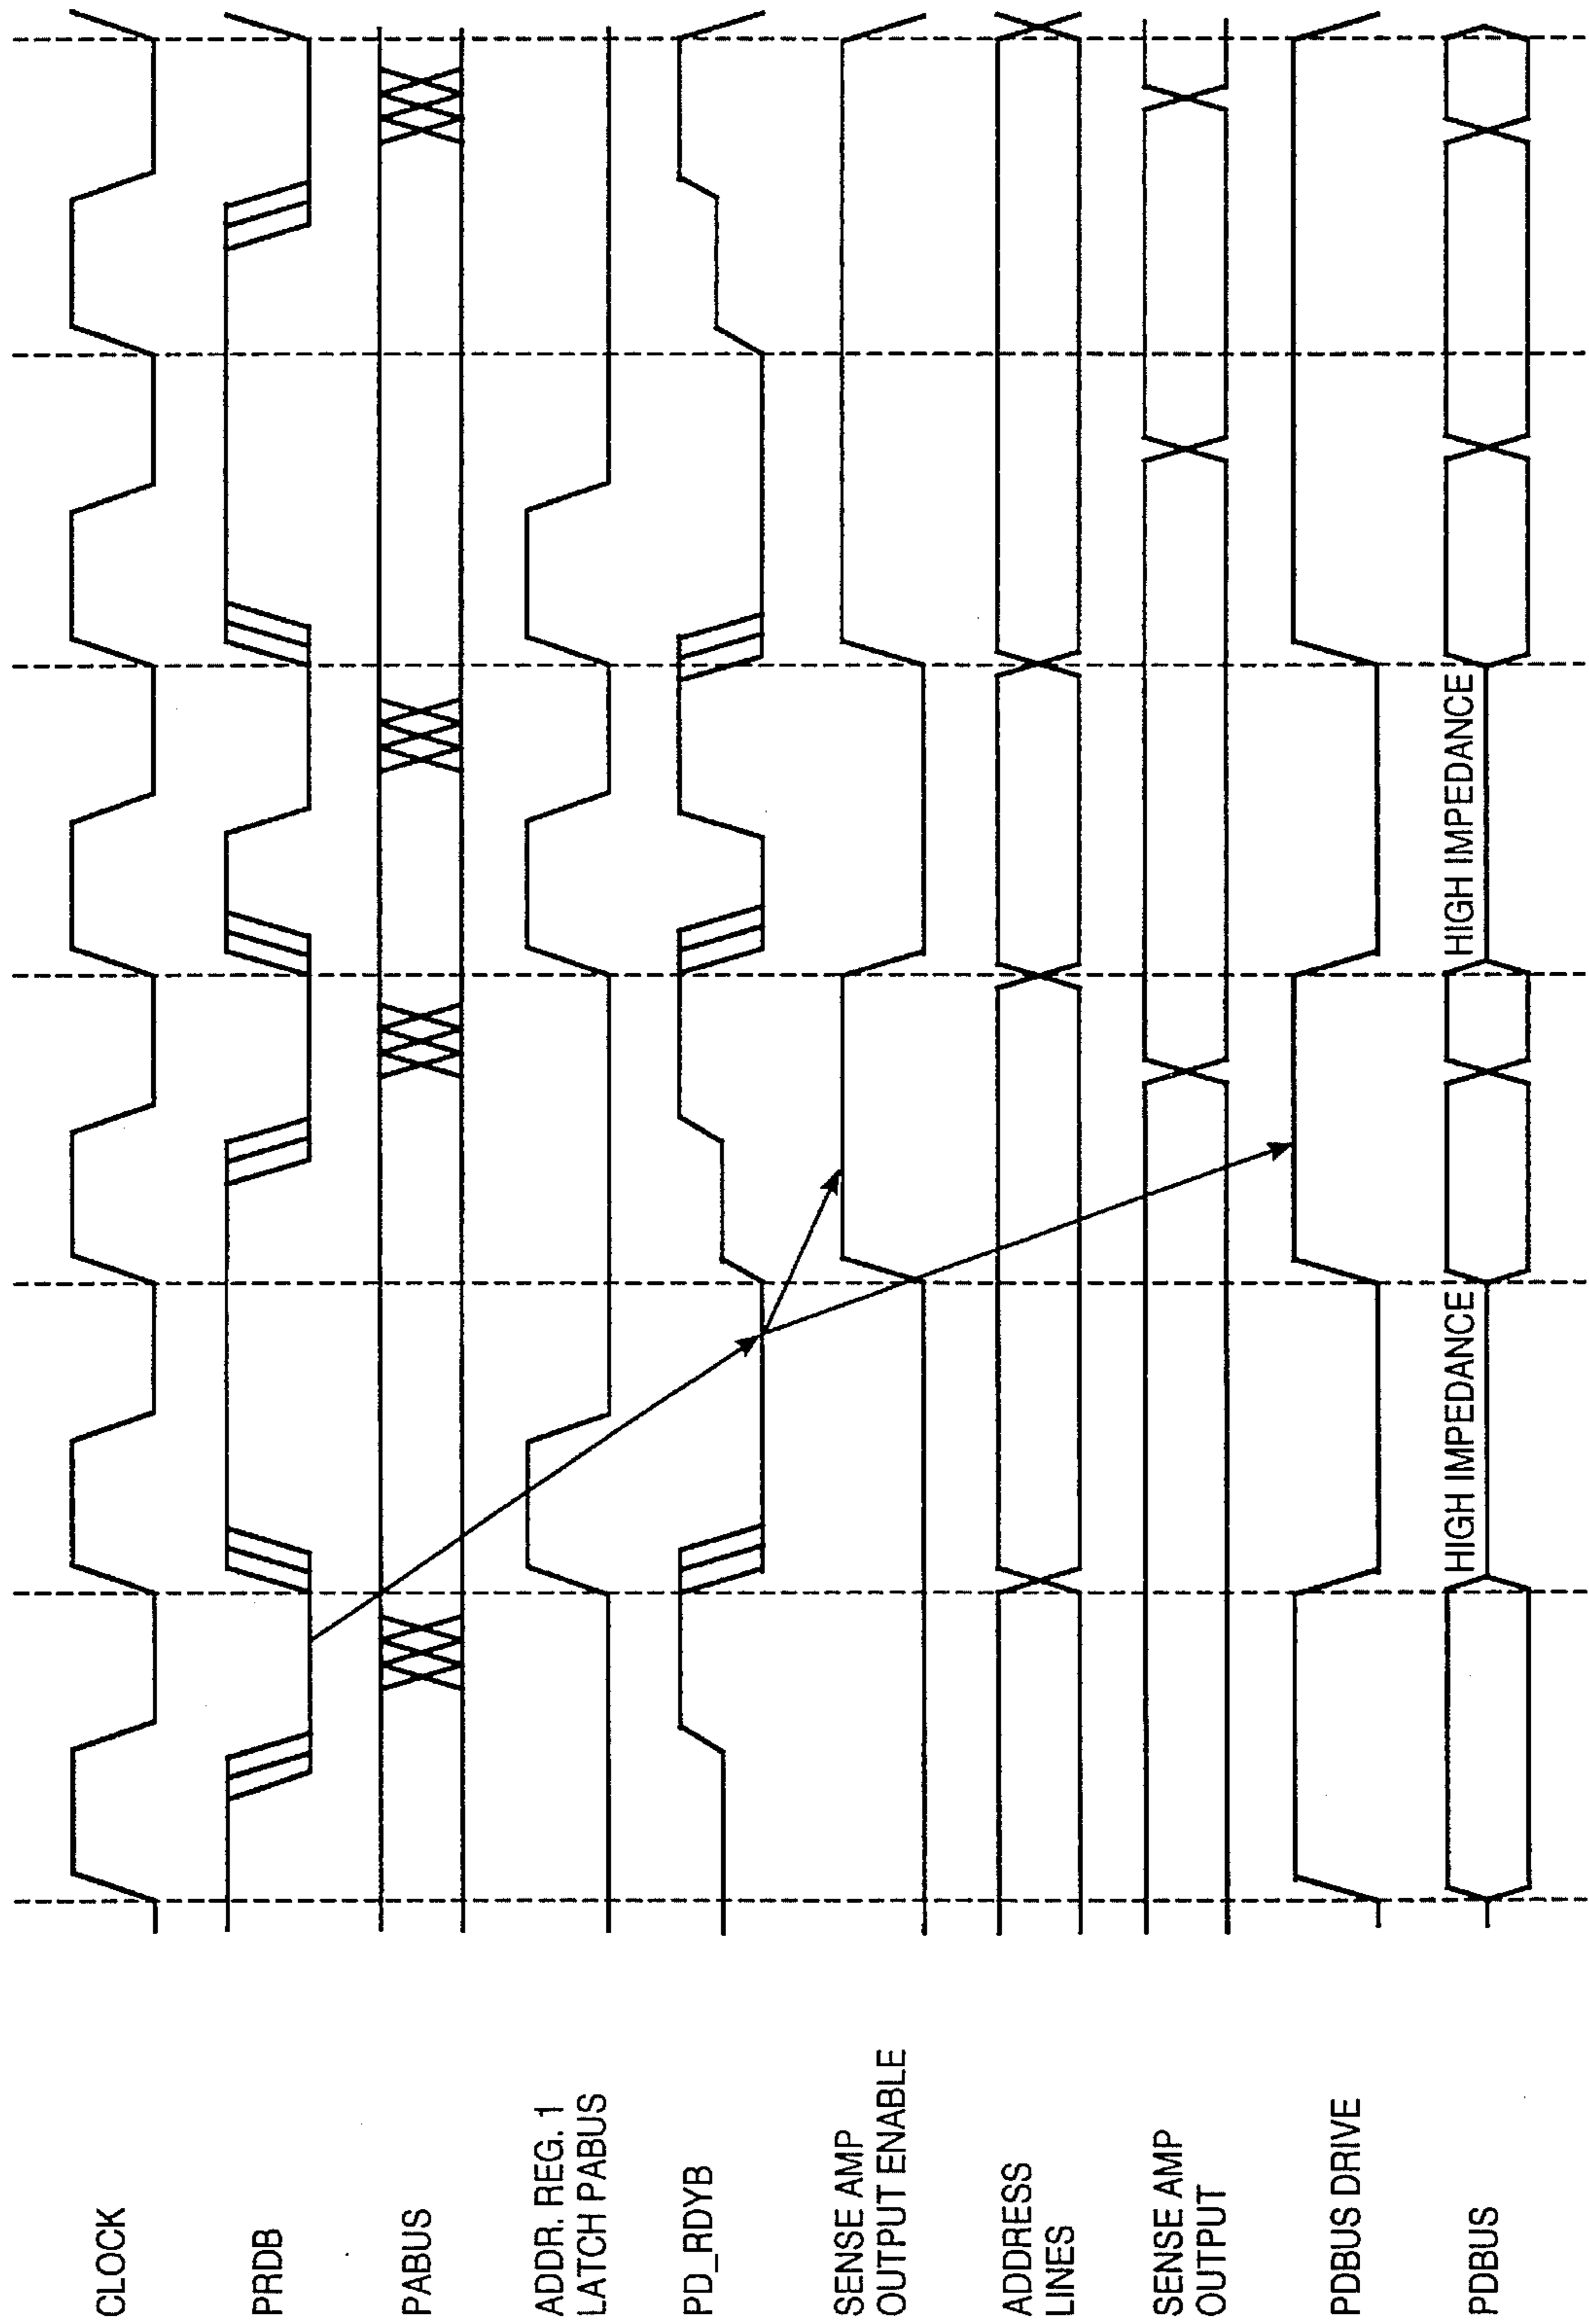 CLOCK
PRDB
PABUS
ADDR. REG. 1
LATCH PABUS
PD_RDYB
SENSE AMP
OUTPUT ENABLE
ADDRESS
LINES
SENSE AMP
OUTPUT
PDBUS DRIVE
PDBUS
HIGH IMPEDANCE
HIGH IMPEDANCE